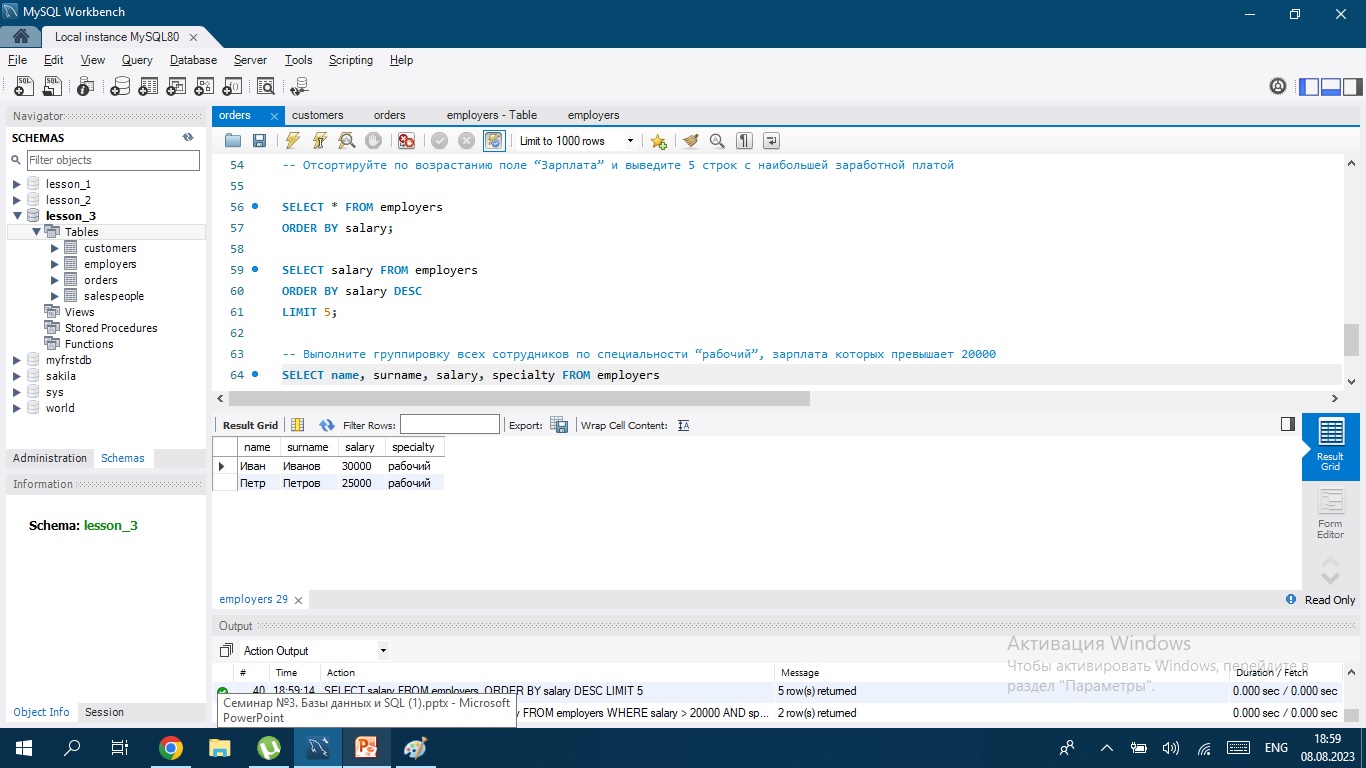 MySQL Workbench
Local instance MySQL80
File Edit View Query Database Server Tools Scripting Help
Navigator
SCHEMAS
Filter objects
lesson_1
lesson_2
lesson_3
Tables
customers
employers
orders
salespeople
Views
Stored Procedures
Functions
myfrstdb
sakila
sys
world
Administration Schemas
Information
Schema: lesson_3
Object Info Session
orders customers orders employers - Table employers
Limit to 1000 rows
54 -- Отсортируйте по возрастанию поле “Зарплата” и выведите 5 строк с наибольшей заработной платой
55
56 SELECT * FROM employers
57 ORDER BY salary;
58
59 SELECT salary FROM employers
60 ORDER BY salary DESC
61 LIMIT 5;
62
63 -- Выполните группировку всех сотрудников по специальности “рабочий”, зарплата которых превышает 20000
64 SELECT name, surname, salary, specialty FROM employers
Result Grid Filter Rows: Export: Wrap Cell Content:
name surname salary specialty
Иван Иванов 30000 рабочий
Петр Петров 25000 рабочий
Result Grid
Form Editor
employers 29
Read Only
Output
Action Output
# Time Action Message Duration / Fetch
40 18:59:14 SELECT salary FROM employers ORDER BY salary DESC LIMIT 5 5 row(s) returned 0.000 sec / 0.000 sec
y FROM employers WHERE salary > 20000 AND sp... 2 row(s) returned 0.000 sec / 0.000 sec
Семинар №3. Базы данных и SQL (1).pptx - Microsoft PowerPoint
Активация Windows
Чтобы активировать Windows, перейдите в
раздел "Параметры".
ENG
18:59
08.08.2023